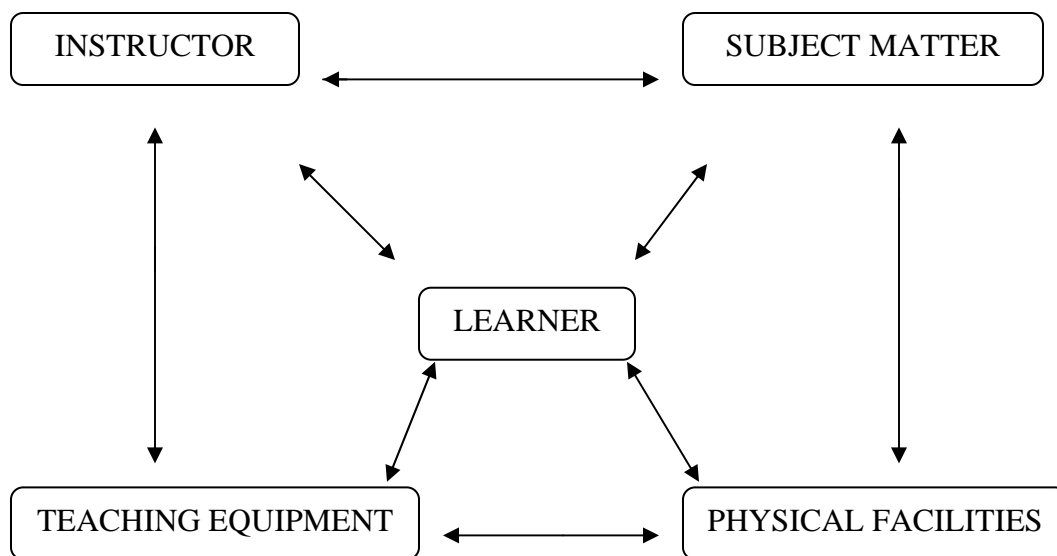 INSTRUCTOR
SUBJECT MATTER
LEARNER
TEACHING EQUIPMENT
PHYSICAL FACILITIES